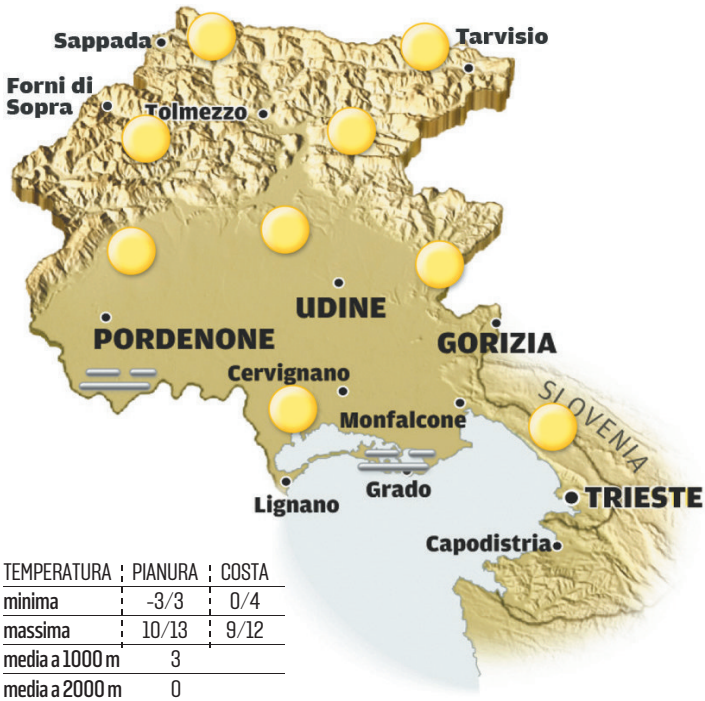 Sappada
Tarvisio
Forni di
Sopra
Tolmezzo
UDINE
PORDENONE
GORIZIA
Cervignano
SLOVENIA
Monfalcone
Grado
Lignano
TRIESTE
Capodistria
TEMPERATURA PIANURA COSTA
minima -3/3 0/4
massima 10/13 9/12
media a 1000 m 3
media a 2000 m 0